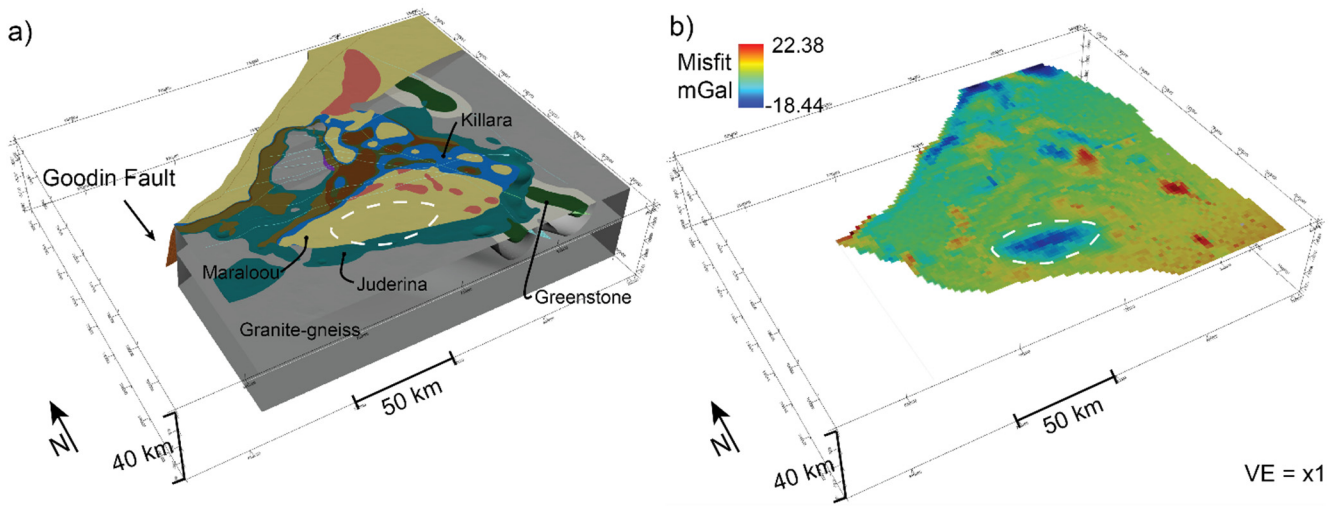 a)
Goodin Fault
Killara
Maraloou
Juderina
Greenstone
Granite-gneiss
50 km
40 km
N
b)
Misfit
mGal
22.38
-18.44
50 km
40 km
N
VE = x1